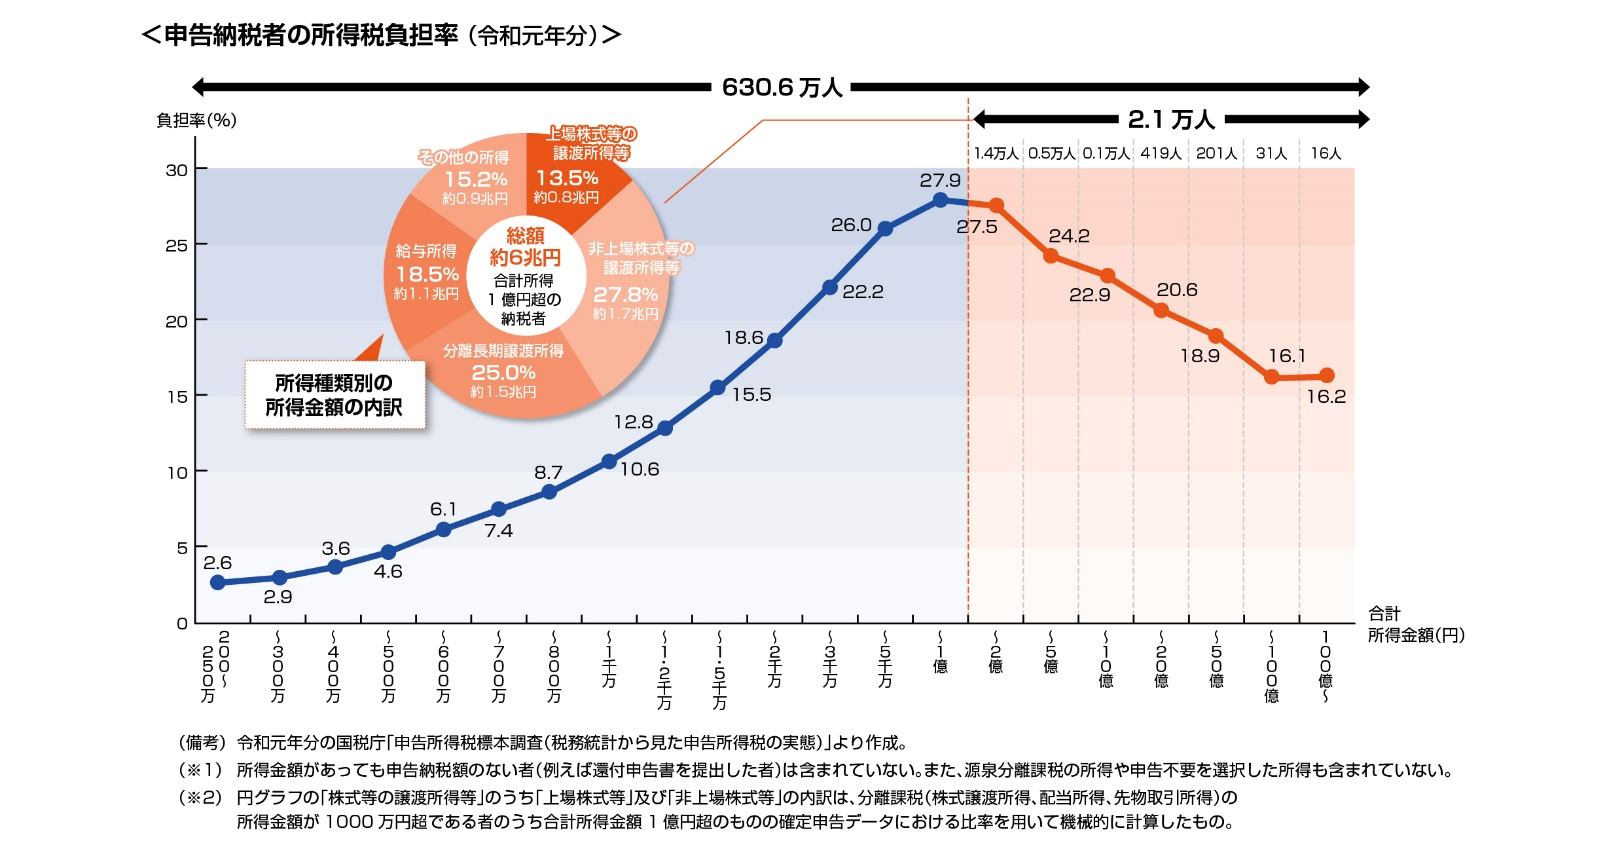 ＜申告納税者の所得税負担率（令和元年分）＞
630.6 万人
2.1 万人
負担率(%)
1.4万人 0.5万人 0.1万人 419人 201人 31人 16人
30
25
20
15
10
5
0
上場株式等の
譲渡所得等
13.5%
約0.8兆円
非上場株式等の
譲渡所得等
27.8%
約1.7兆円
分離長期譲渡所得
25.0%
約1.5兆円
給与所得
18.5%
約1.1兆円
その他の所得
15.2%
約0.9兆円
総額
約6兆円
合計所得
1 億円超の
納税者
所得種類別の
所得金額の内訳
2.6
2.9
3.6
4.6
6.1
7.4
8.7
10.6
12.8
15.5
18.6
22.2
26.0
27.9
27.5
24.2
22.9
20.6
18.9
16.1
16.2
200～
250万
～300万
～400万
～500万
～600万
～700万
～800万
～1千万
～1・2千万
～1・5千万
～2千万
～3千万
～5千万
～1億
～2億
～5億
～10億
～20億
～50億
～100億
100億～
合計
所得金額(円)
（備考） 令和元年分の国税庁「申告所得税標本調査（税務統計から見た申告所得税の実態）」より作成。
（※1） 所得金額があっても申告納税額のない者（例えば還付申告書を提出した者）は含まれていない。また、源泉分離課税の所得や申告不要を選択した所得も含まれていない。
（※2） 円グラフの「株式等の譲渡所得等」のうち「上場株式等」及び「非上場株式等」の内訳は、分離課税（株式譲渡所得、配当所得、先物取引所得）の
所得金額が 1000 万円超である者のうち合計所得金額 1 億円超のものの確定申告データにおける比率を用いて機械的に計算したもの。